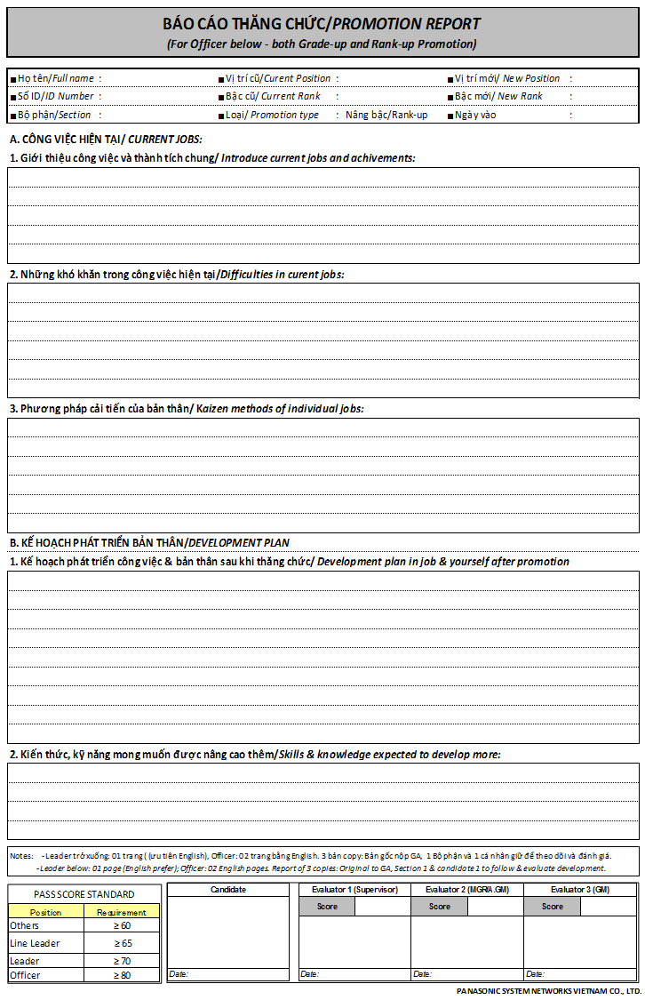 BÁO CÁO THĂNG CHỨC/PROMOTION REPORT
(For Officer below - both Grade-up and Rank-up Promotion)
■Họ tên/Full name : ■Vị trí cũ/Curent Position : ■Vị trí mới/ New Position :
■Số ID/ID Number : ■Bậc cũ/ Current Rank : ■Bậc mới/ New Rank :
■Bộ phận/Section : ■Loại/ Promotion type : Nâng bậc/Rank-up ■Ngày vào :
A. CÔNG VIỆC HIỆN TẠI/ CURRENT JOBS:
1. Giới thiệu công việc và thành tích chung/ Introduce current jobs and achivements:
2. Những khó khăn trong công việc hiện tại/Difficulties in curent jobs:
3. Phương pháp cải tiến của bản thân/ Kaizen methods of individual jobs:
B. KẾ HOẠCH PHÁT TRIỂN BẢN THÂN/DEVELOPMENT PLAN
1. Kế hoạch phát triển công việc & bản thân sau khi thăng chức/ Development plan in job & yourself after promotion
2. Kiến thức, kỹ năng mong muốn được nâng cao thêm/Skills & knowledge expected to develop more:
Notes: -Leader trở xuống: 01 trang ( (ưu tiên English), Officer: 02 trang bằng English. 3 bản copy: Bản gốc nộp GA, 1 Bộ phận và 1 cá nhân giữ để theo dõi và đánh giá.
-Leader below: 01 page (English prefer); Officer: 02 English pages. Report of 3 copies: Original to GA, Section 1 & candidate 1 to follow & evaluate development.
PASS SCORE STANDARD
Position Requirement
Others ≥ 60
Line Leader ≥ 65
Leader ≥ 70
Officer ≥ 80
Candidate Evaluator 1 (Supervisor) Evaluator 2 (MGR/A.GM) Evaluator 3 (GM)
Score Score Score
Date: Date: Date: Date:
PANASONIC SYSTEM NETWORKS VIETNAM CO., LTD.